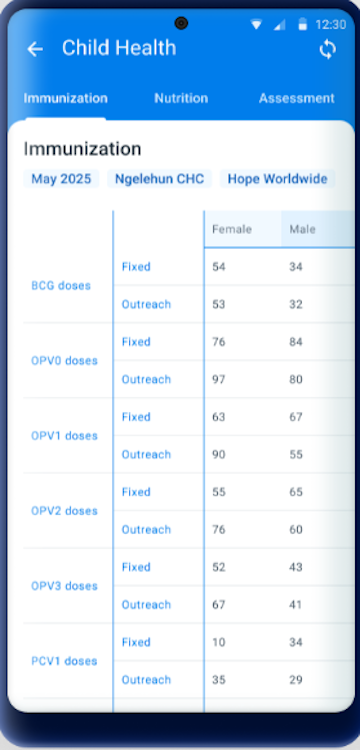 12:30
Child Health
Immunization Nutrition Assessment
Immunization
May 2025 Ngelehun CHC Hope Worldwide
Female Male
BCG doses
Fixed 54 34
Outreach 53 32
OPV0 doses
Fixed 76 84
Outreach 97 80
OPV1 doses
Fixed 63 67
Outreach 90 55
OPV2 doses
Fixed 55 65
Outreach 76 60
OPV3 doses
Fixed 52 43
Outreach 67 41
PCV1 doses
Fixed 10 34
Outreach 35 29